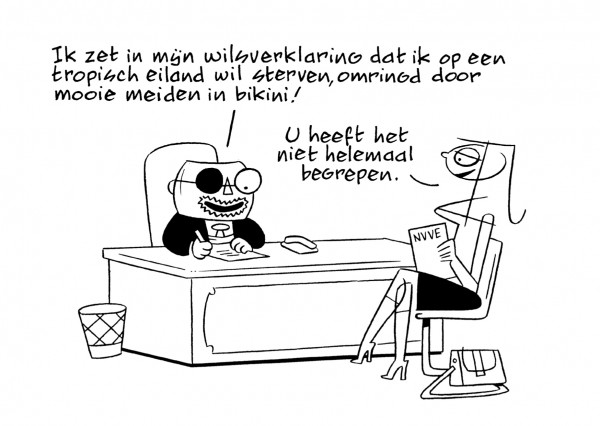 Ik zet in mijn wilsverklaring dat ik op een
tropisch eiland wil sterven, omringd door
mooie meiden in bikini!
U heeft het
niet helemaal
begrepen.
NVVE